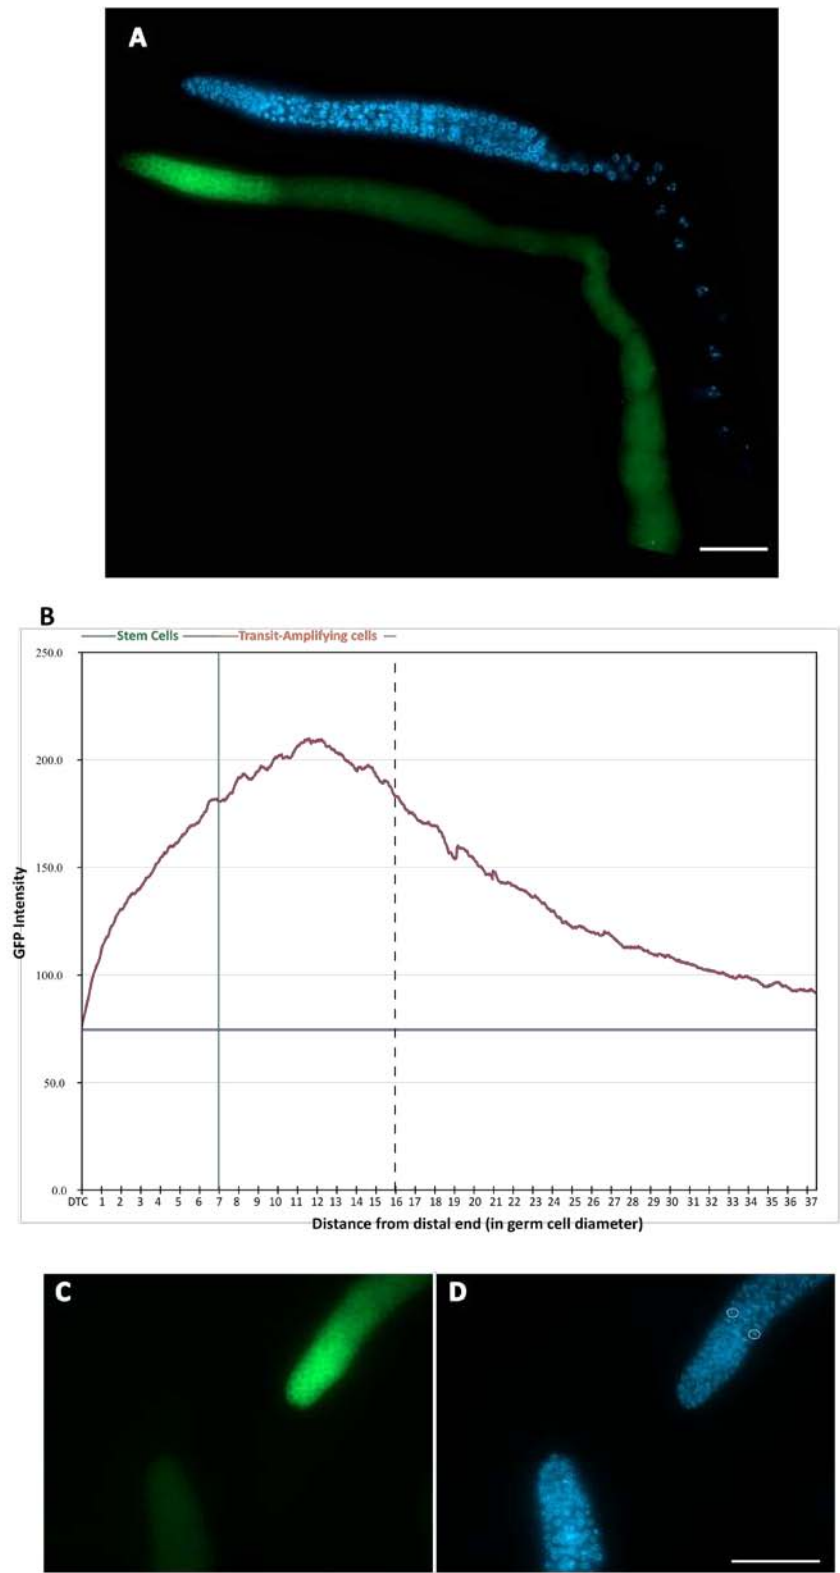 A
B
Stem Cells Transit-Amplifying cells
250.0
200.0
150.0
100.0
50.0
0.0
GFP Intensity
DTC 1 2 3 4 5 6 7 8 9 10 11 12 13 14 15 16 17 18 19 20 21 22 23 24 25 26 27 28 29 30 31 32 33 34 35 36 37
Distance from distal end (in germ cell diameter)
C D